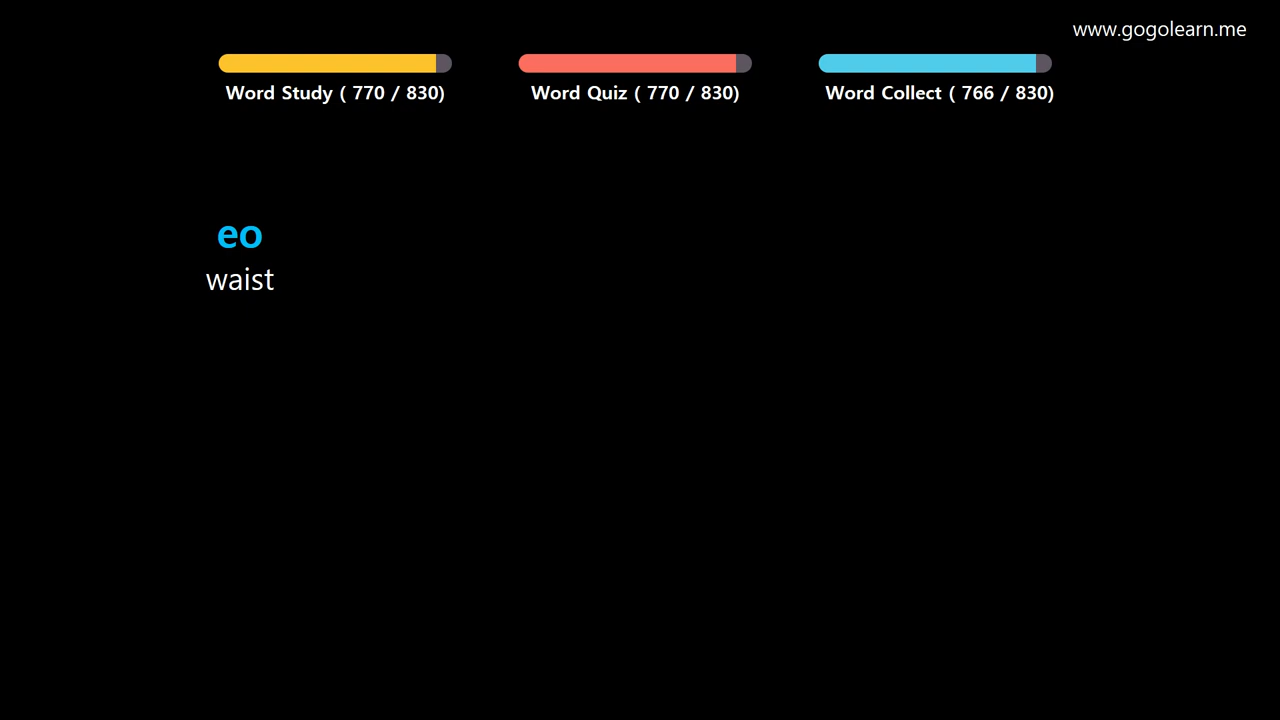 www.gogolearn.me
Word Study ( 770 / 830)
Word Quiz ( 770 / 830)
Word Collect ( 766 / 830)
eo
waist